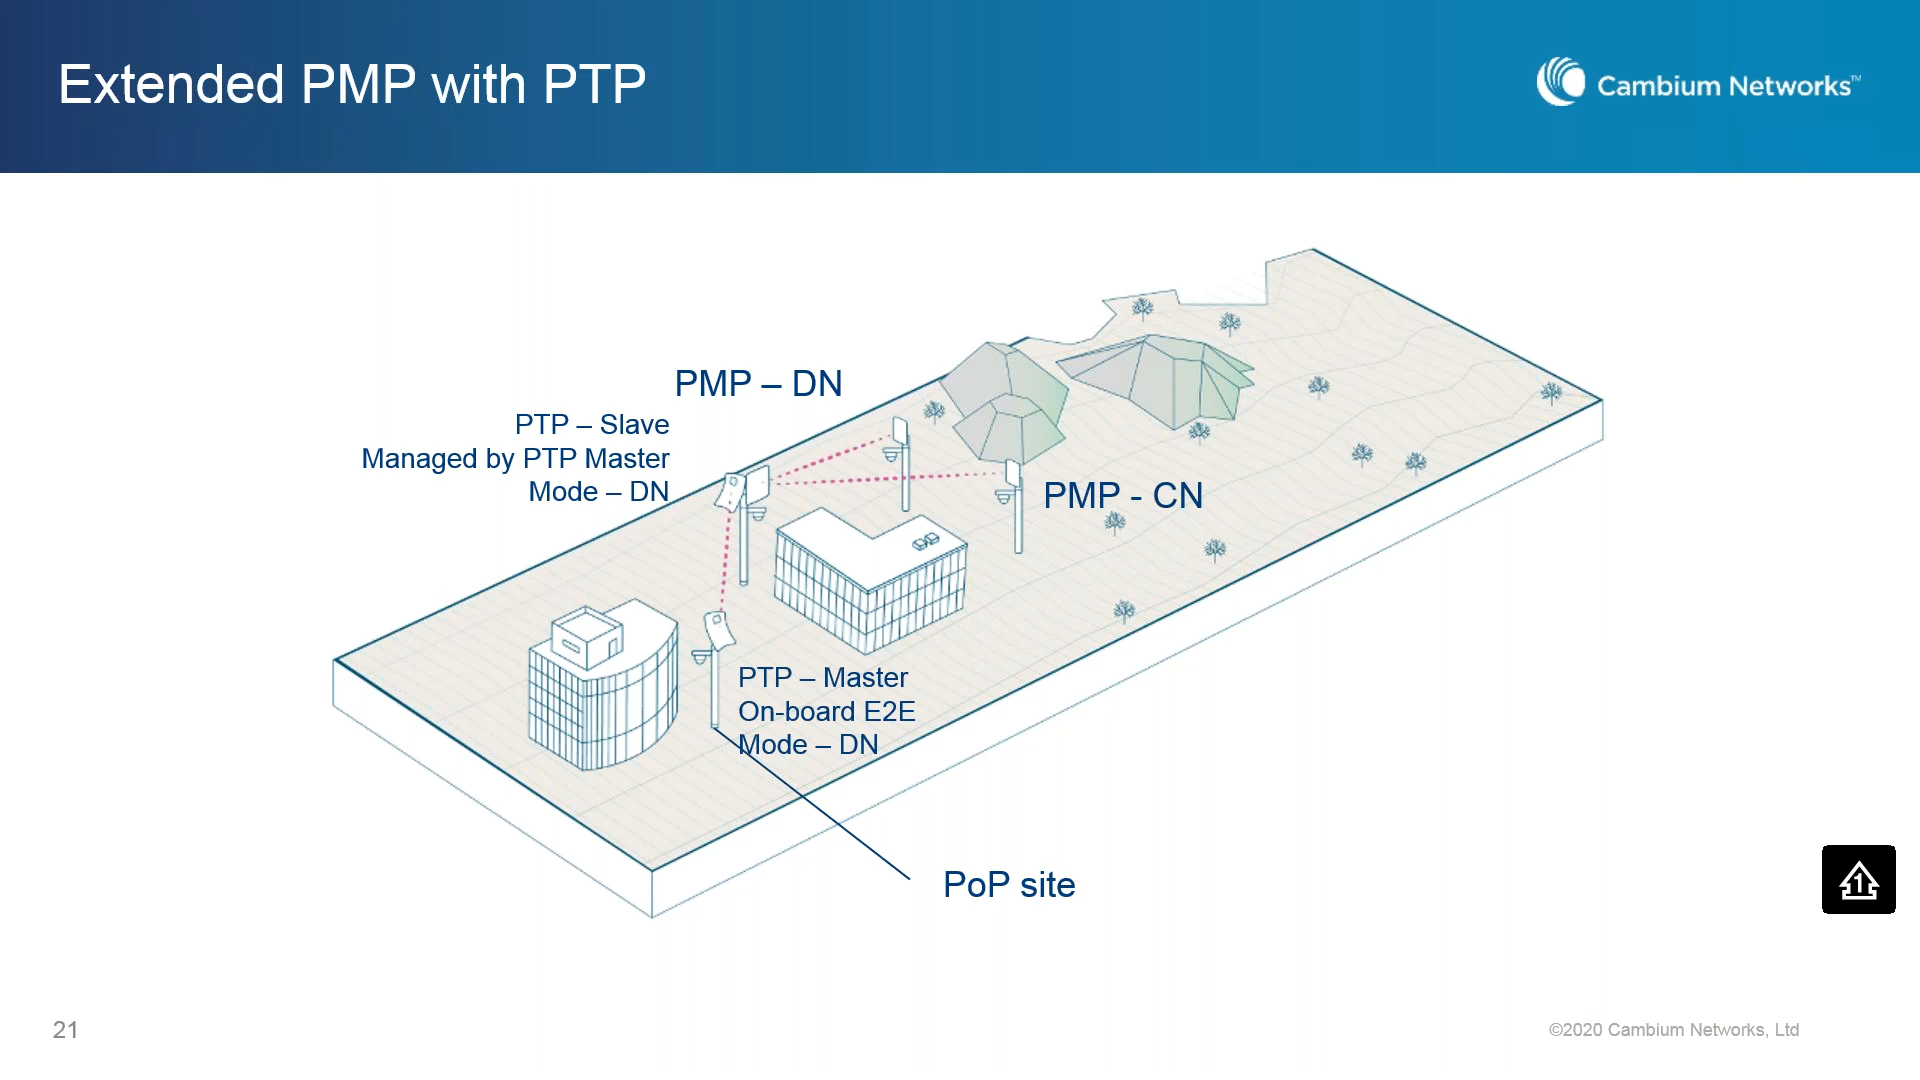 Extended PMP with PTP
Cambium Networks™
PMP – DN
PTP – Slave
Managed by PTP Master
Mode – DN
PMP - CN
PTP – Master
On-board E2E
Mode – DN
PoP site
1
21
©2020 Cambium Networks, Ltd